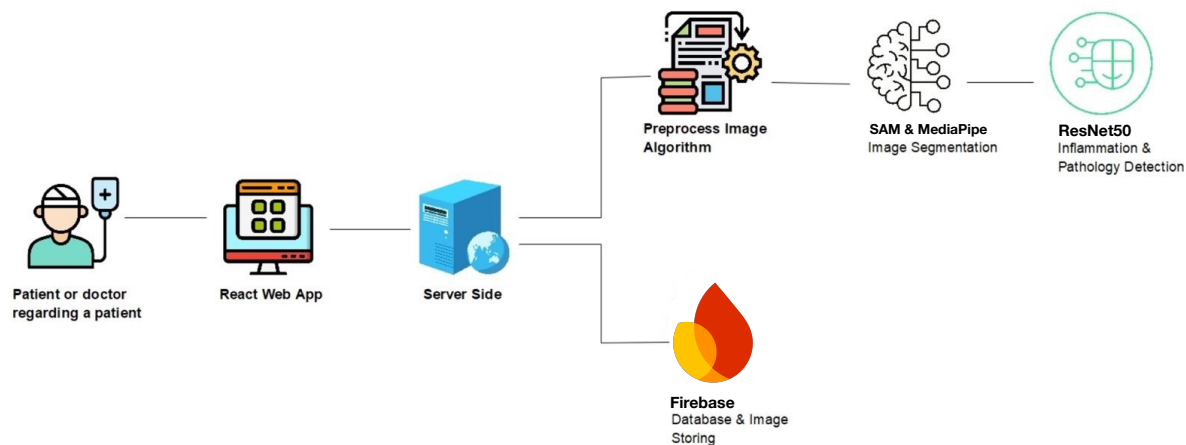 Patient or doctor
regarding a patient
React Web App
Server Side
Preprocess Image
Algorithm
SAM & MediaPipe
Image Segmentation
ResNet50
Inflammation &
Pathology Detection
Firebase
Database & Image
Storing